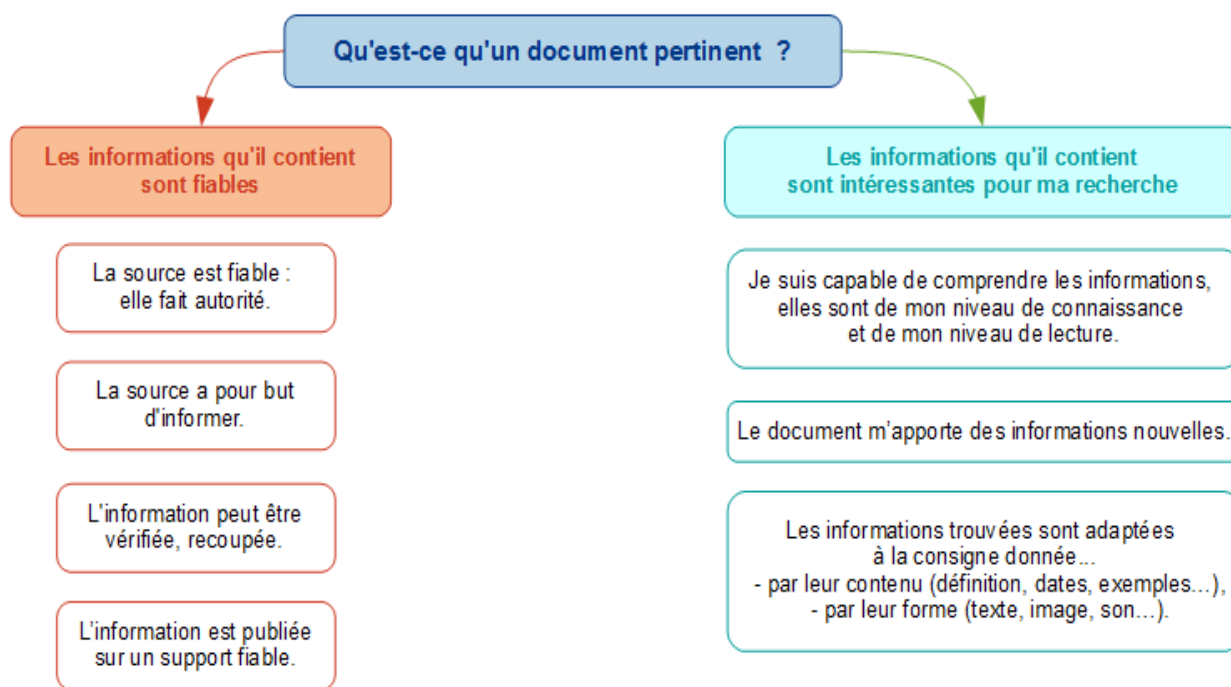 Qu'est-ce qu'un document pertinent  ?
Les informations qu'il contient
sont fiables
La source est fiable :
elle fait autorité.
La source a pour but
d'informer.
L'information peut être
vérifiée, recoupée.
L'information est publiée
sur un support fiable.
Les informations qu'il contient
sont intéressantes pour ma recherche
Je suis capable de comprendre les informations,
elles sont de mon niveau de connaissance
et de mon niveau de lecture.
Le document m’apporte des informations nouvelles.
Les informations trouvées sont adaptées
à la consigne donnée...
- par leur contenu (définition, dates, exemples...),
- par leur forme (texte, image, son...).